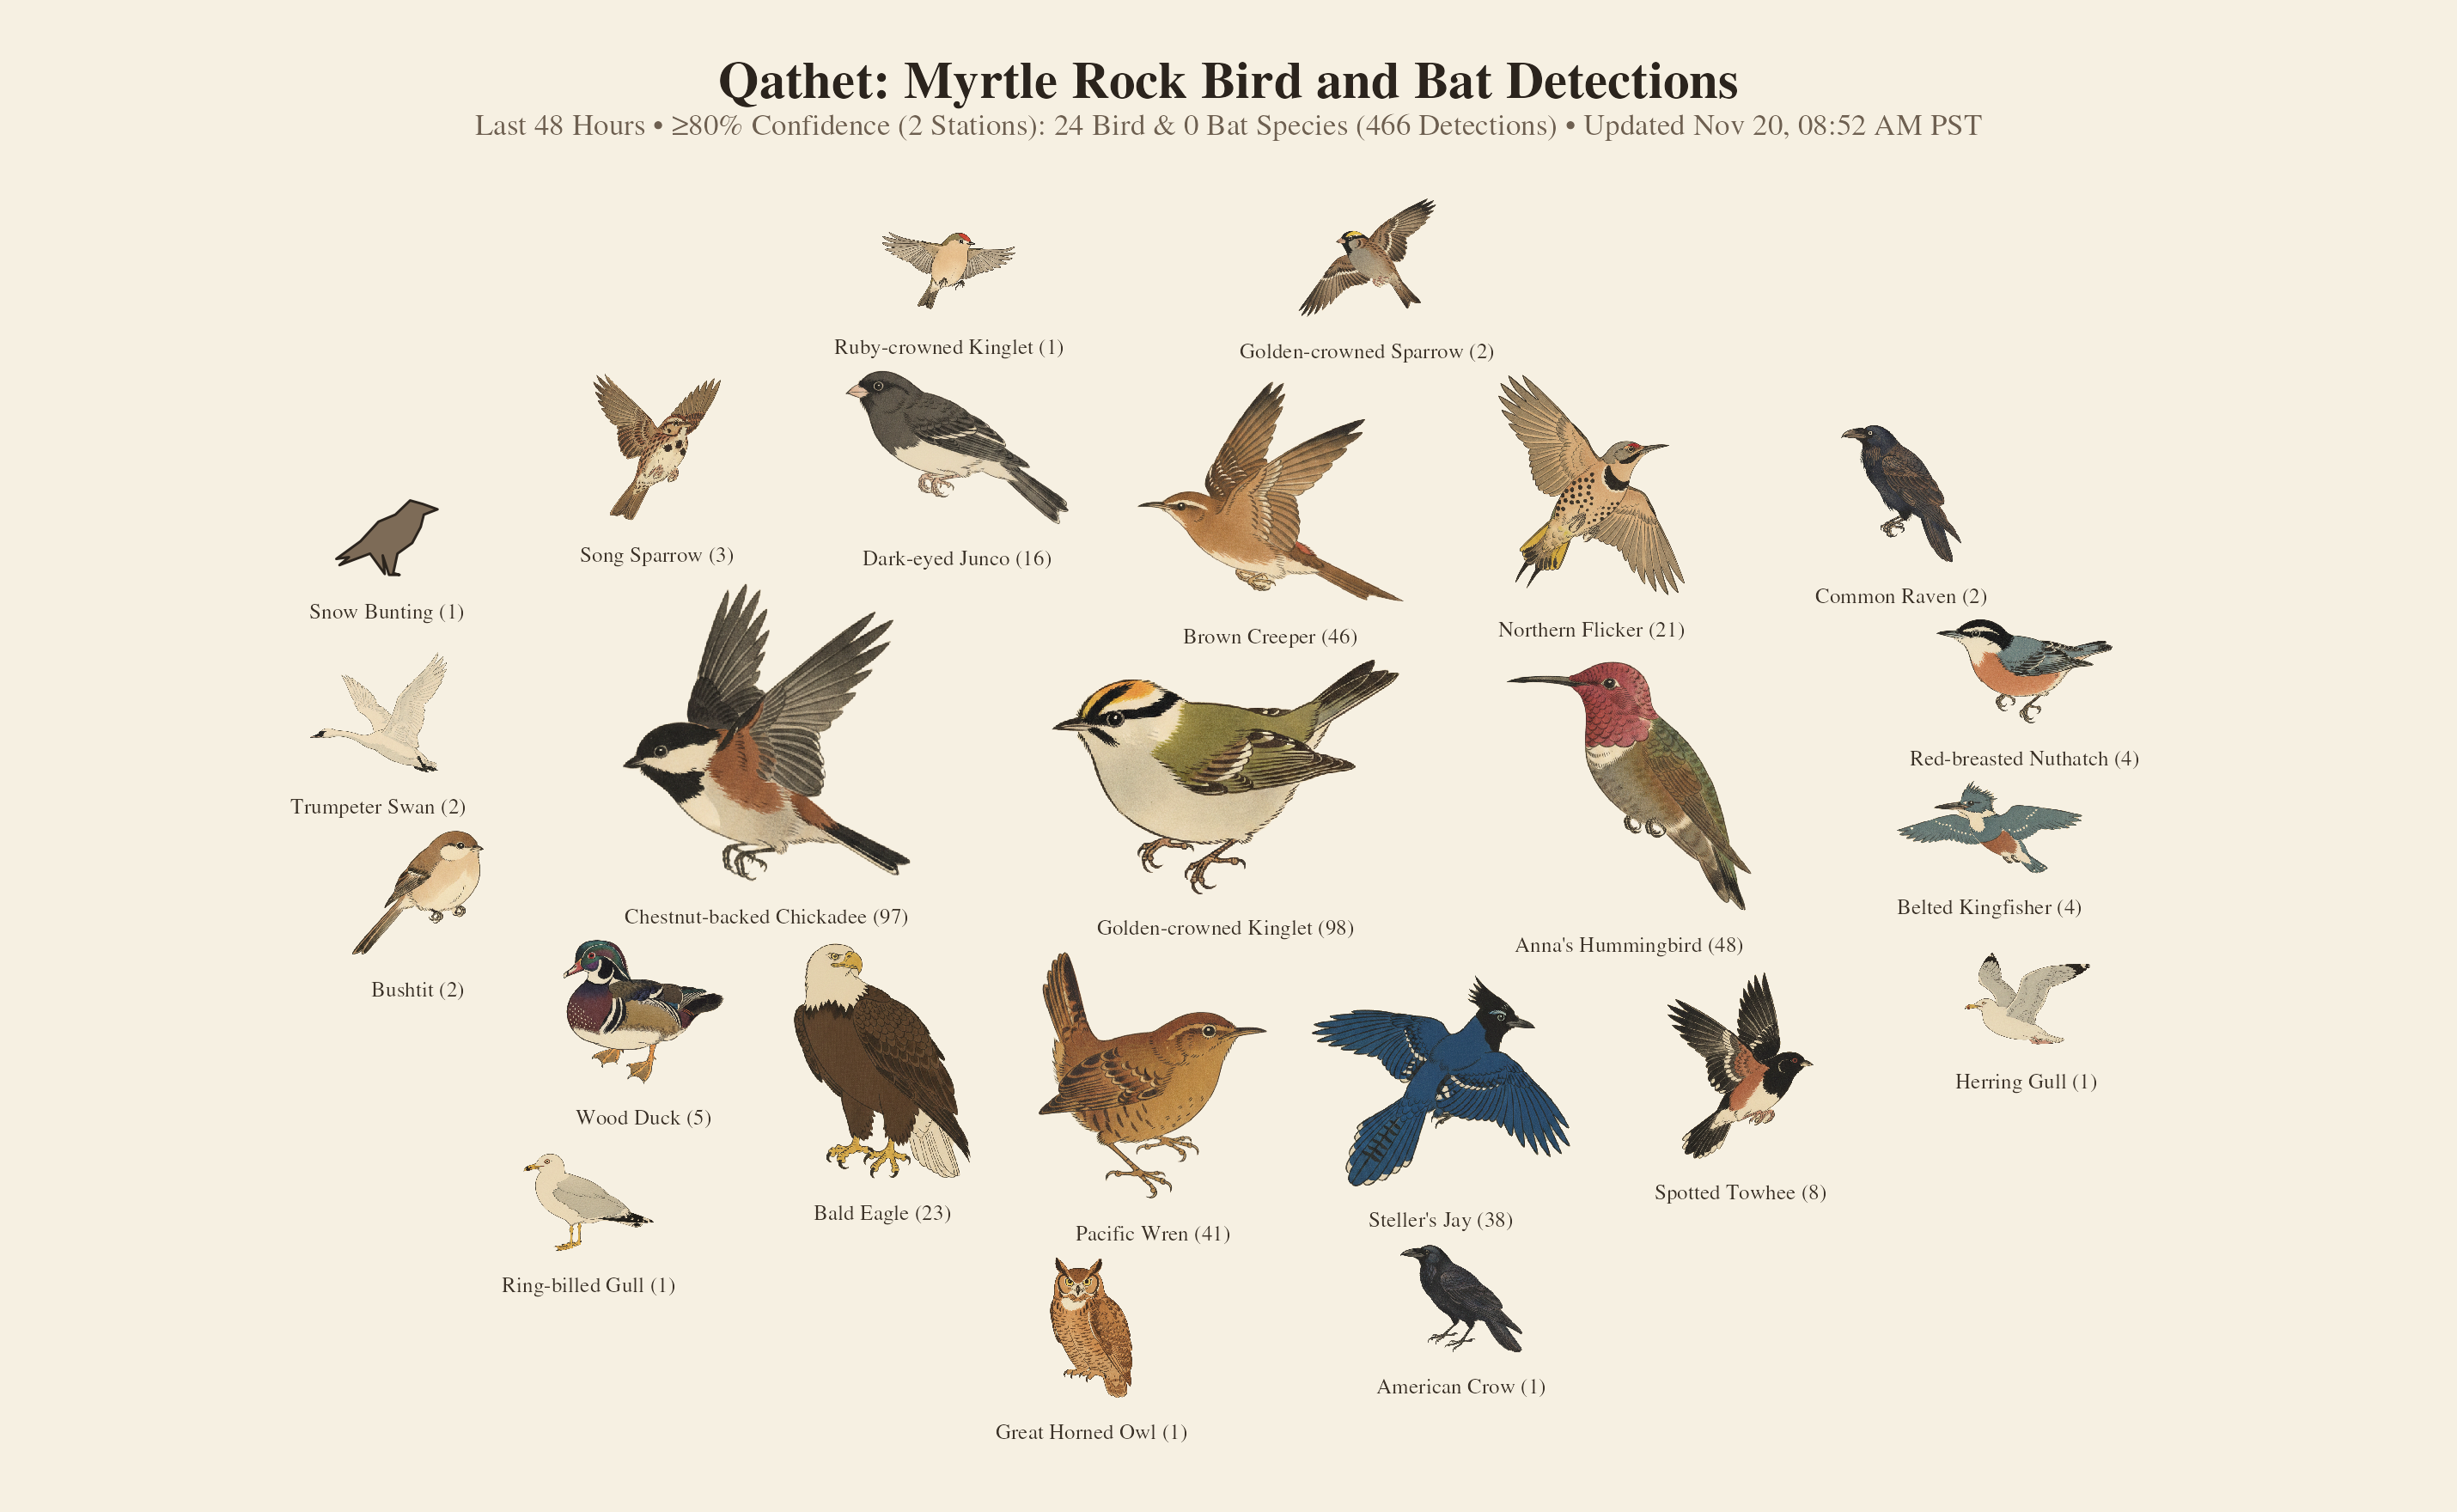 Qathet: Myrtle Rock Bird and Bat Detections
Last 48 Hours • ≥80% Confidence (2 Stations): 24 Bird & 0 Bat Species (466 Detections) • Updated Nov 20, 08:52 AM PST
Ruby-crowned Kinglet (1)
Golden-crowned Sparrow (2)
Song Sparrow (3)
Dark-eyed Junco (16)
Common Raven (2)
Snow Bunting (1)
Northern Flicker (21)
Brown Creeper (46)
Red-breasted Nuthatch (4)
Trumpeter Swan (2)
Belted Kingfisher (4)
Chestnut-backed Chickadee (97)
Golden-crowned Kinglet (98)
Anna's Hummingbird (48)
Bushtit (2)
Herring Gull (1)
Wood Duck (5)
Spotted Towhee (8)
Bald Eagle (23)
Steller's Jay (38)
Pacific Wren (41)
Ring-billed Gull (1)
American Crow (1)
Great Horned Owl (1)